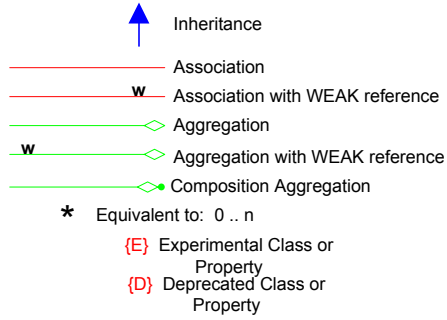 Inheritance
Association
w
Association with WEAK reference
Aggregation
w
Aggregation with WEAK reference
Composition Aggregation
* Equivalent to: 0 .. n
{E} Experimental Class or
Property
{D} Deprecated Class or
Property